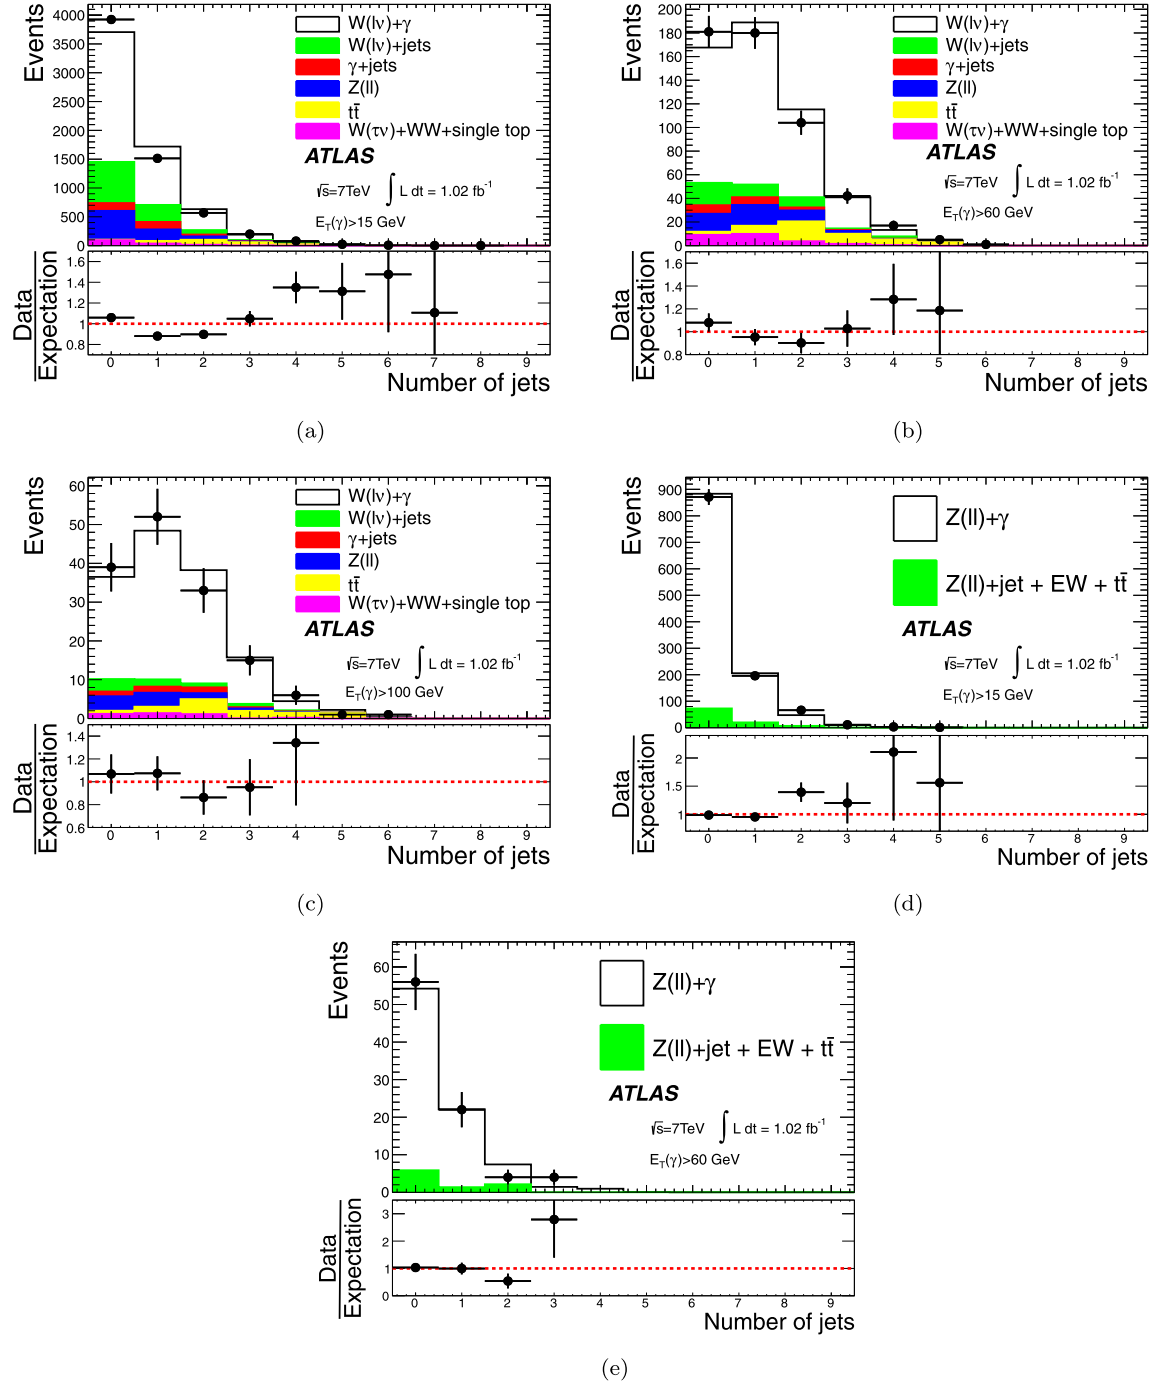 Events
4000
3500
3000
2500
2000
1500
1000
500
0
W(lν)+γ
W(lν)+jets
γ+jets
Z(ll)
tt̄
W(τν)+WW+single top
ATLAS
√s=7TeV ∫ L dt = 1.02 fb⁻¹
E_T(γ)>15 GeV
Data
Expectation
1.6
1.4
1.2
1
0.8
0 1 2 3 4 5 6 7 8 9
Number of jets
(a)
Events
200
180
160
140
120
100
80
60
40
20
0
W(lν)+γ
W(lν)+jets
γ+jets
Z(ll)
tt̄
W(τν)+WW+single top
ATLAS
√s=7TeV ∫ L dt = 1.02 fb⁻¹
E_T(γ)>60 GeV
Data
Expectation
1.6
1.4
1.2
1
0.8
0 1 2 3 4 5 6 7 8 9
Number of jets
(b)
Events
60
50
40
30
20
10
0
W(lν)+γ
W(lν)+jets
γ+jets
Z(ll)
tt̄
W(τν)+WW+single top
ATLAS
√s=7TeV ∫ L dt = 1.02 fb⁻¹
E_T(γ)>100 GeV
Data
Expectation
1.4
1.2
1
0.8
0.6
0 1 2 3 4 5 6 7 8 9
Number of jets
(c)
Events
900
800
700
600
500
400
300
200
100
0
Z(ll)+γ
Z(ll)+jet + EW + tt̄
ATLAS
√s=7TeV ∫ L dt = 1.02 fb⁻¹
E_T(γ)>15 GeV
Data
Expectation
2
1.5
1
0 1 2 3 4 5 6 7 8 9
Number of jets
(d)
Events
60
50
40
30
20
10
0
Z(ll)+γ
Z(ll)+jet + EW + tt̄
ATLAS
√s=7TeV ∫ L dt = 1.02 fb⁻¹
E_T(γ)>60 GeV
Data
Expectation
3
2
1
0
0 1 2 3 4 5 6 7 8 9
Number of jets
(e)